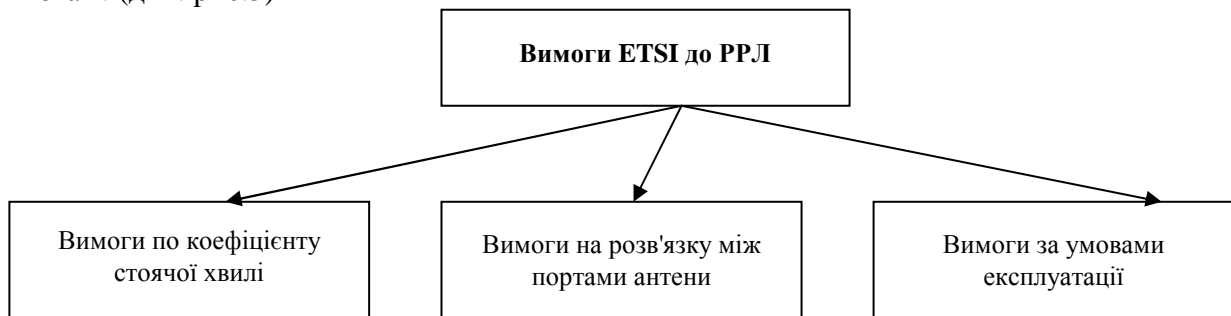 Вимоги ETSI до РРЛ
Вимоги по коефіцієнту
стоячої хвилі
Вимоги на розв'язку між
портами антени
Вимоги за умовами
експлуатації